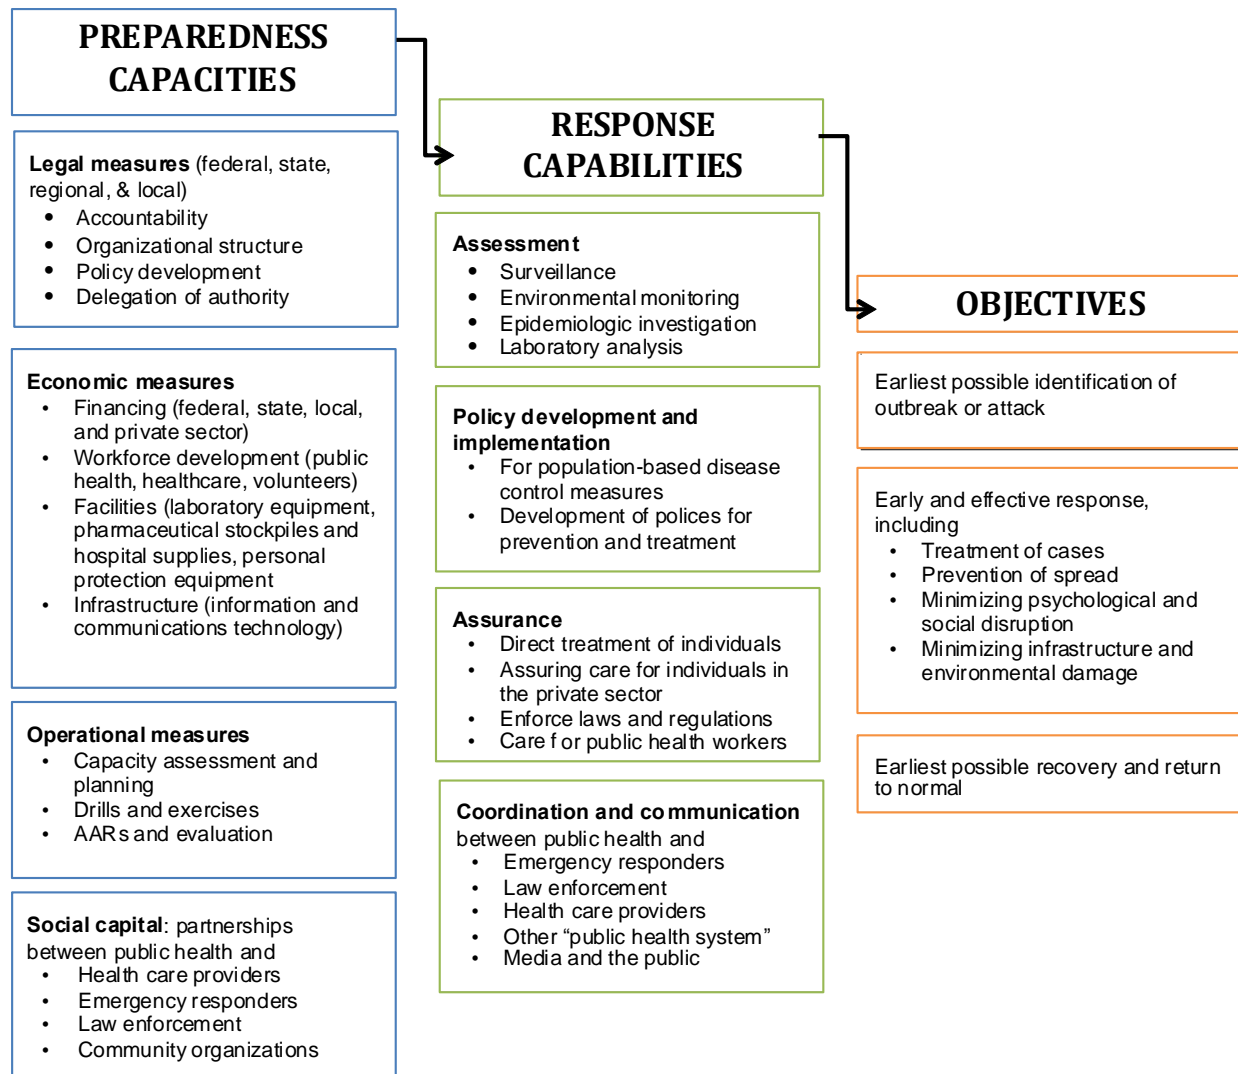 PREPAREDNESS
CAPACITIES
Legal measures (federal, state,
regional, & local)
• Accountability
• Organizational structure
• Policy development
• Delegation of authority
Economic measures
• Financing (federal, state, local,
and private sector)
• Workforce development (public
health, healthcare, volunteers)
• Facilities (laboratory equipment,
pharmaceutical stockpiles and
hospital supplies, personal
protection equipment
• Infrastructure (information and
communications technology)
Operational measures
• Capacity assessment and
planning
• Drills and exercises
• AARs and evaluation
Social capital: partnerships
between public health and
• Health care providers
• Emergency responders
• Law enforcement
• Community organizations
RESPONSE
CAPABILITIES
Assessment
• Surveillance
• Environmental monitoring
• Epidemiologic investigation
• Laboratory analysis
Policy development and
implementation
• For population-based disease
control measures
• Development of polices for
prevention and treatment
Assurance
• Direct treatment of individuals
• Assuring care for individuals in
the private sector
• Enforce laws and regulations
• Care for public health workers
Coordination and communication
between public health and
• Emergency responders
• Law enforcement
• Health care providers
• Other “public health system”
• Media and the public
OBJECTIVES
Earliest possible identification of
outbreak or attack
Early and effective response,
including
• Treatment of cases
• Prevention of spread
• Minimizing psychological and
social disruption
• Minimizing infrastructure and
environmental damage
Earliest possible recovery and return
to normal